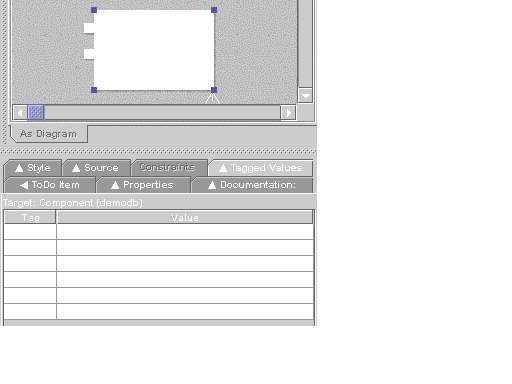 As Diagram
Style Source Constraints Tagged Values
ToDo Item Properties Documentation:
Target: Component (demodb)
Tag Value